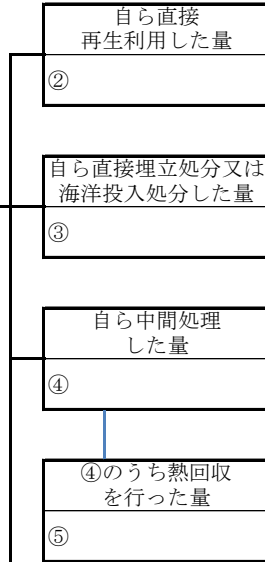 自ら直接
再生利用した量
②
自ら直接埋立処分又は
海洋投入処分した量
③
自ら中間処理
した量
④
④のうち熱回収
を行った量
⑤